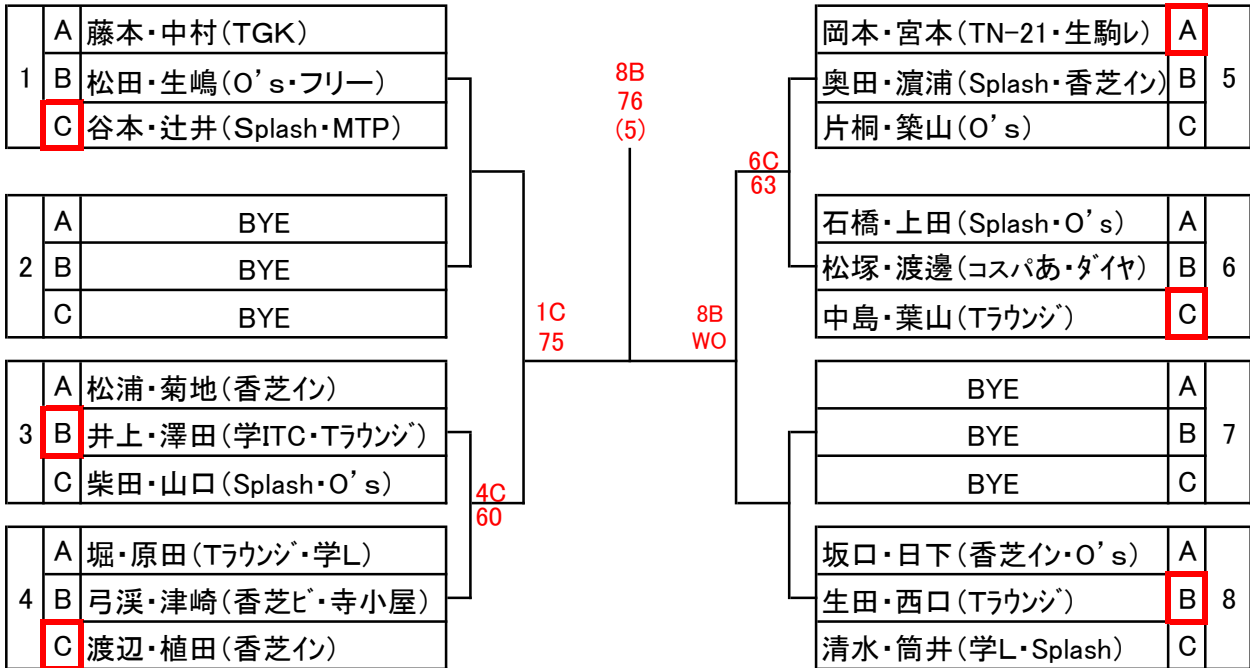 1
A 藤本・中村(TGK)
B 松田・生嶋(O's・フリー)
C 谷本・辻井(Splash・MTP)
2
A BYE
B BYE
C BYE
3
A 松浦・菊地(香芝イン)
B 井上・澤田(学ITC・Tラウンジ)
C 柴田・山口(Splash・O's)
4
A 堀・原田(Tラウンジ・学L)
B 弓渓・津崎(香芝ビ・寺小屋)
C 渡辺・植田(香芝イン)
4C
60
1C
75
8B
76
(5)
8B
WO
6C
63
岡本・宮本(TN-21・生駒レ) A
奥田・濵浦(Splash・香芝イン) B
片桐・築山(O's) C
5
石橋・上田(Splash・O's) A
松塚・渡邊(コスパあ・ダイヤ) B
中島・葉山(Tラウンジ) C
6
BYE A
BYE B
BYE C
7
坂口・日下(香芝イン・O's) A
生田・西口(Tラウンジ) B
清水・筒井(学L・Splash) C
8